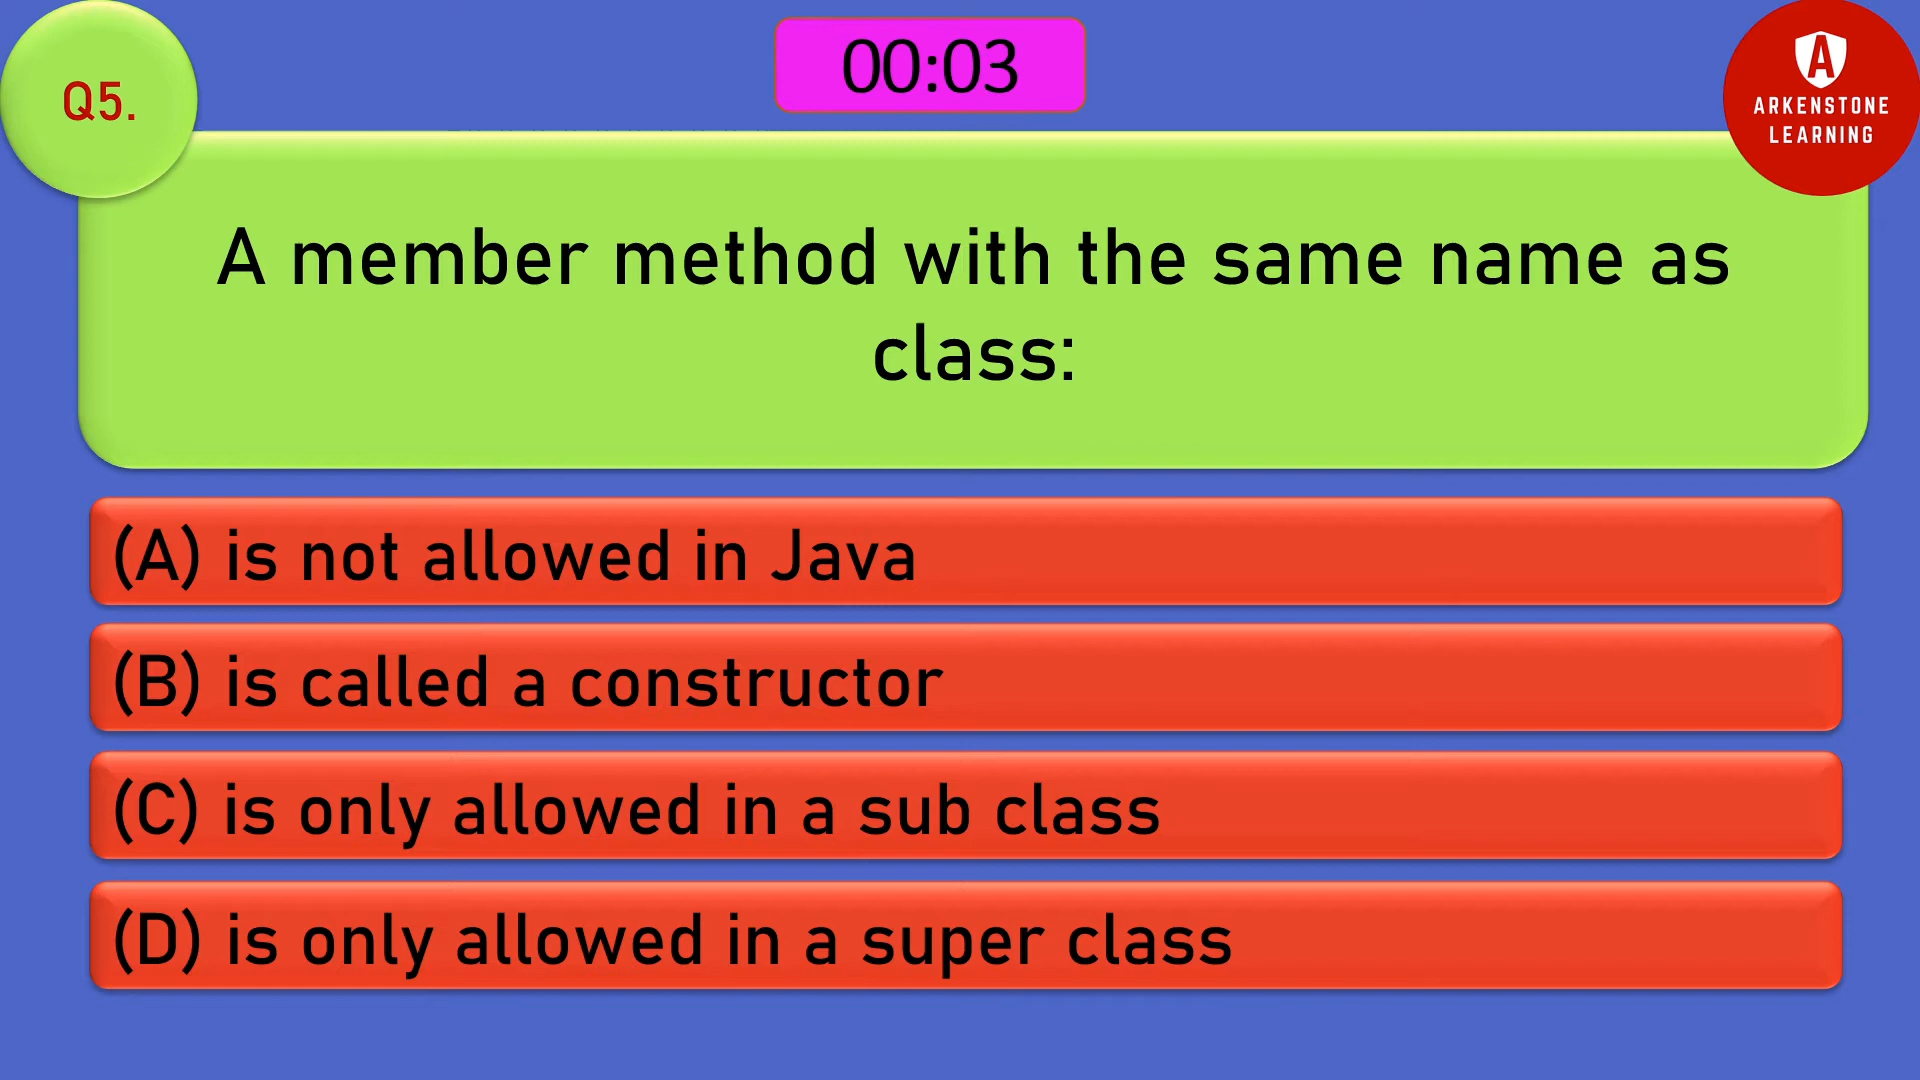 00:03
Q5.
A
ARKENSTONE
LEARNING
A member method with the same name as
class:
(A) is not allowed in Java
(B) is called a constructor
(C) is only allowed in a sub class
(D) is only allowed in a super class